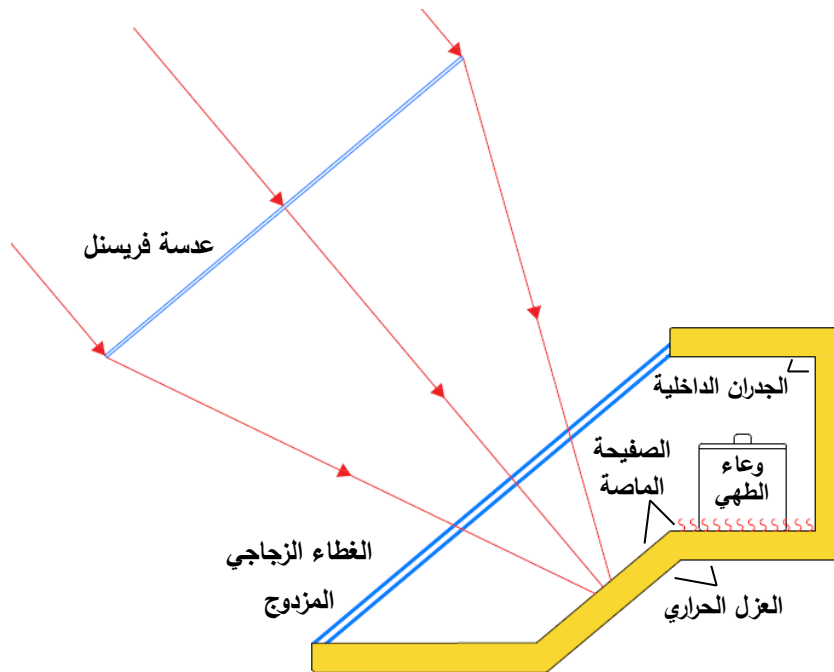 عدسة فريسنل
الجدران الداخلية
الصفيحة
الماصة
وعاء
الطهي
الغطاء الزجاجي
المزدوج
العزل الحراري